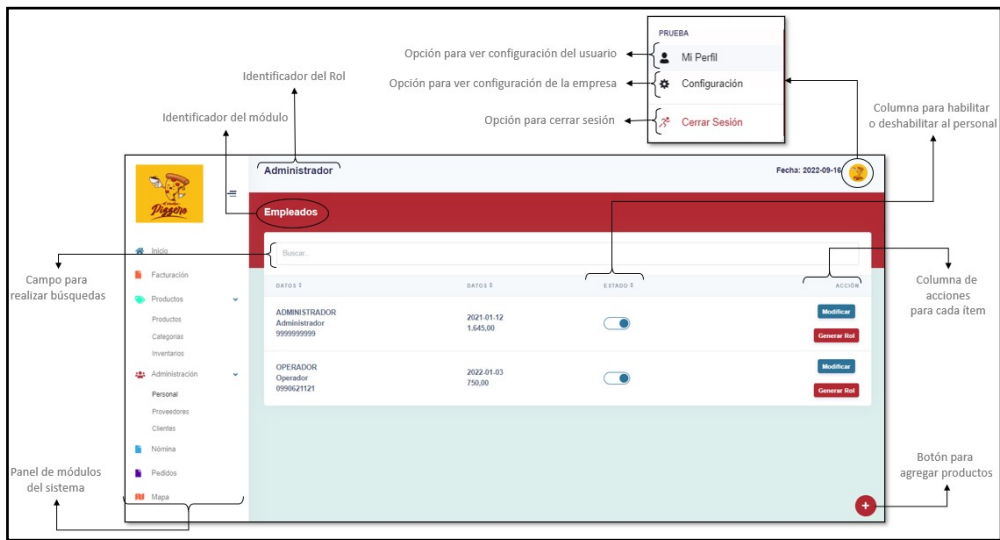 PRUEBA
Opción para ver configuración del usuario
Mi Perfil
Opción para ver configuración de la empresa
Configuración
Opción para cerrar sesión
Cerrar Sesión
Identificador del Rol
Identificador del módulo
Columna para habilitar
o deshabilitar al personal
Pizzero
Administrador
Fecha: 2022-09-16
Empleados
Buscar...
Campo para
realizar búsquedas
Columna de
acciones
para cada ítem
Panel de módulos
del sistema
Botón para
agregar productos
Inicio
Facturación
Productos
Productos
Categorias
Inventarios
Administración
Personal
Proveedores
Clientes
Nómina
Pedidos
Mapa
DATOS
DATOS
ESTADO
ACCIÓN
ADMINISTRADOR
Administrador
9999999999
2021-01-12
1.645,00
Modificar
Generar Rol
OPERADOR
Operador
0990621121
2022-01-03
750,00
Modificar
Generar Rol
+